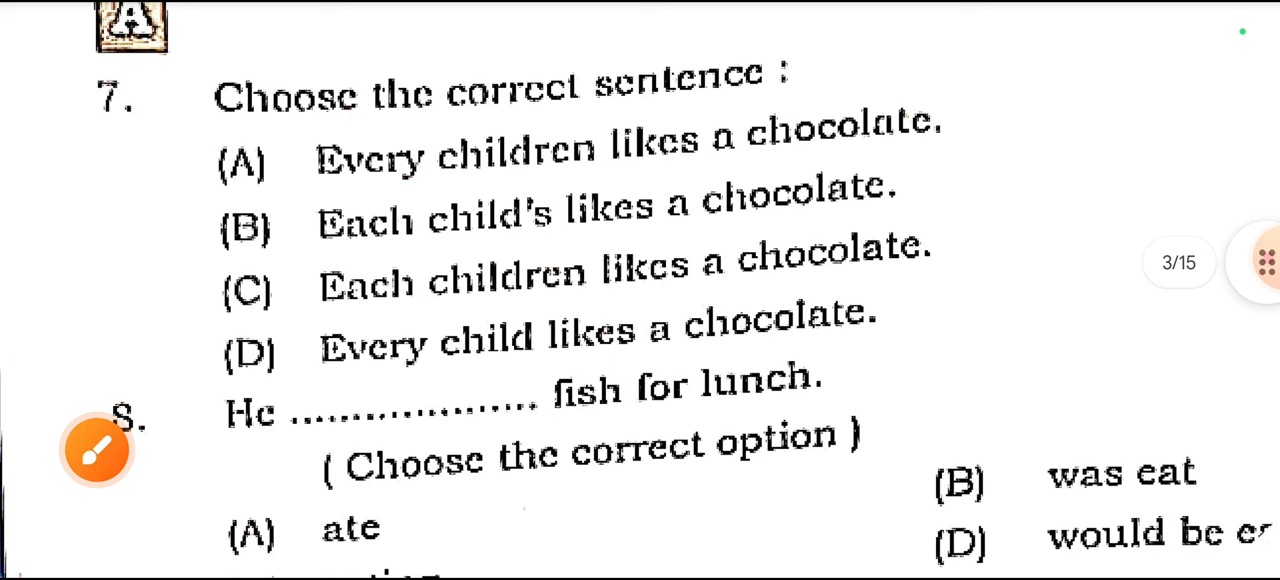 A
7. Choose the correct sentence :
(A) Every children likes a chocolate.
(B) Each child's likes a chocolate.
(C) Each children likes a chocolate.
(D) Every child likes a chocolate.
3/15
8. He .................... fish for lunch.
( Choose the correct option )
(A) ate
(B) was eat
(D) would be